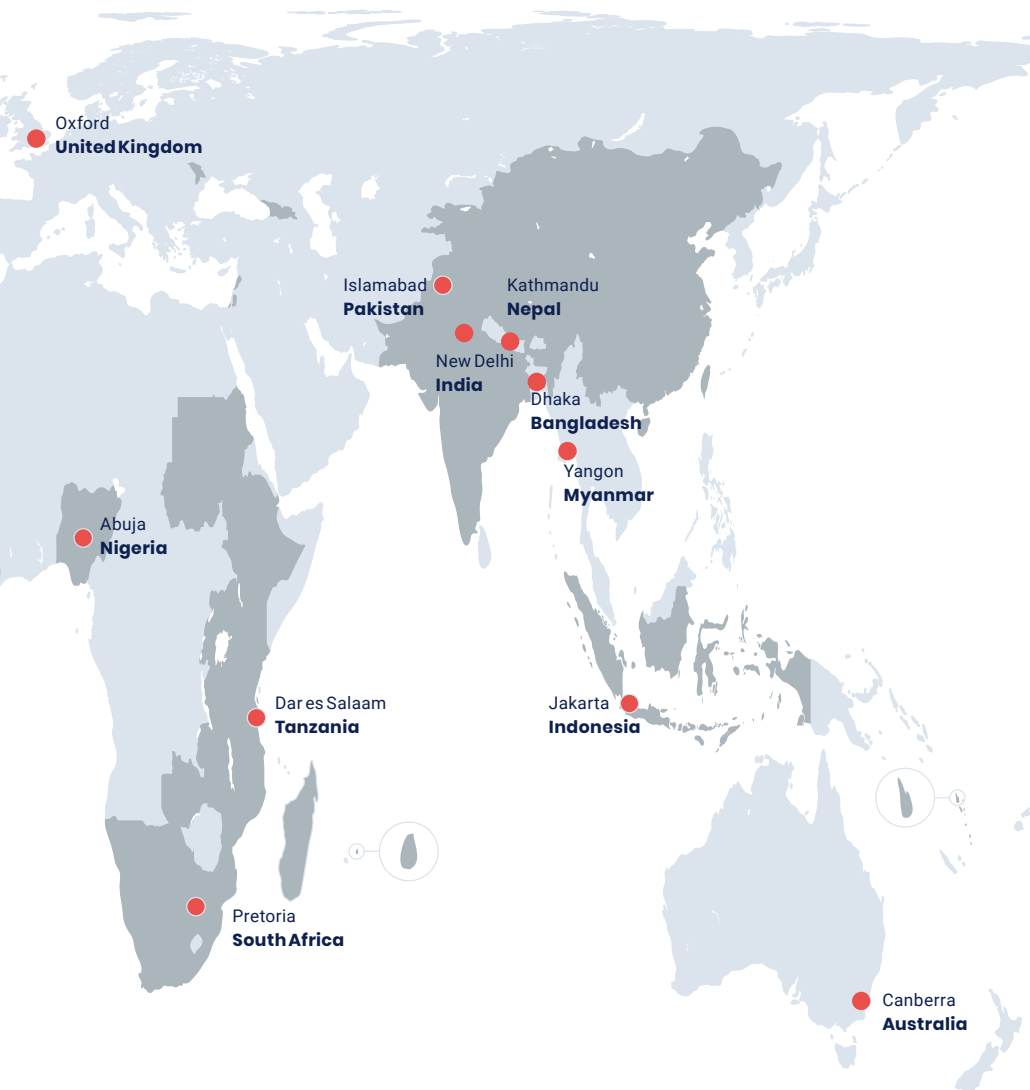 Oxford
United Kingdom
Islamabad
Pakistan
Kathmandu
Nepal
New Delhi
India
Dhaka
Bangladesh
Yangon
Myanmar
Abuja
Nigeria
Dar es Salaam
Tanzania
Jakarta
Indonesia
Pretoria
South Africa
Canberra
Australia